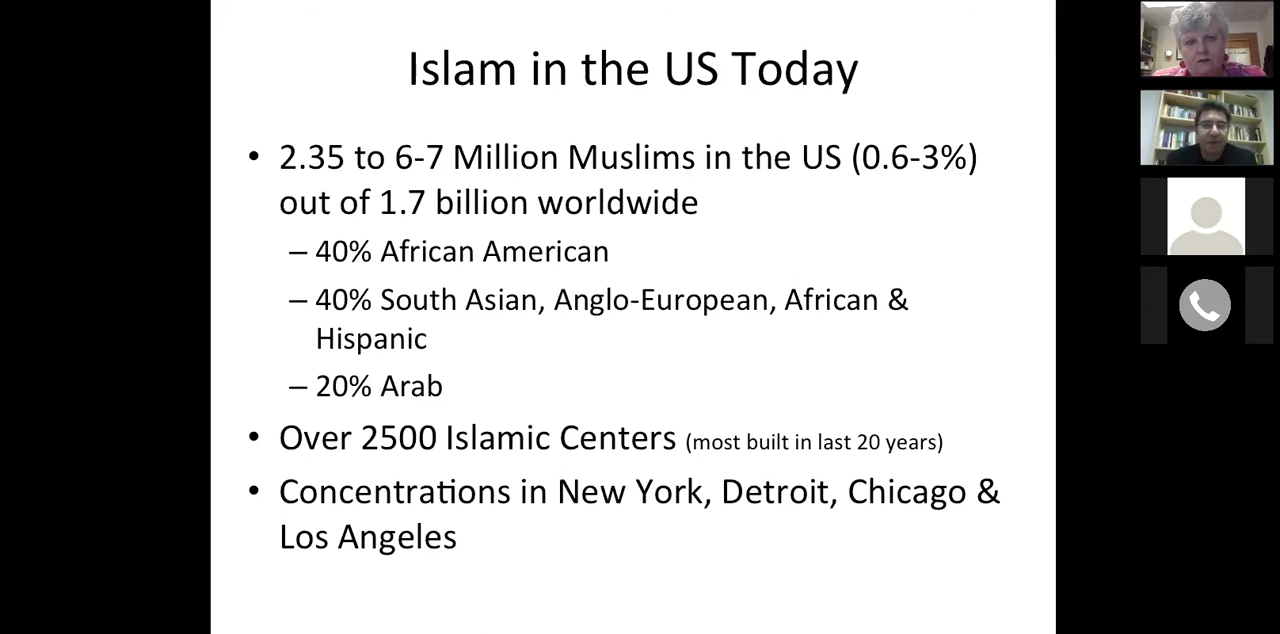 Islam in the US Today
• 2.35 to 6-7 Million Muslims in the US (0.6-3%)
out of 1.7 billion worldwide
– 40% African American
– 40% South Asian, Anglo-European, African &
Hispanic
– 20% Arab
• Over 2500 Islamic Centers (most built in last 20 years)
• Concentrations in New York, Detroit, Chicago &
Los Angeles